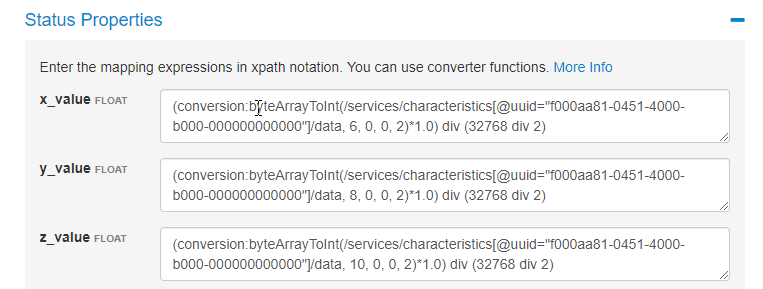 Status Properties
Enter the mapping expressions in xpath notation. You can use converter functions. More Info
x_value FLOAT
(conversion:byteArrayToInt(/services/characteristics[@uuid="f000aa81-0451-4000-
b000-000000000000"]/data, 6, 0, 0, 2)*1.0) div (32768 div 2)
y_value FLOAT
(conversion:byteArrayToInt(/services/characteristics[@uuid="f000aa81-0451-4000-
b000-000000000000"]/data, 8, 0, 0, 2)*1.0) div (32768 div 2)
z_value FLOAT
(conversion:byteArrayToInt(/services/characteristics[@uuid="f000aa81-0451-4000-
b000-000000000000"]/data, 10, 0, 0, 2)*1.0) div (32768 div 2)